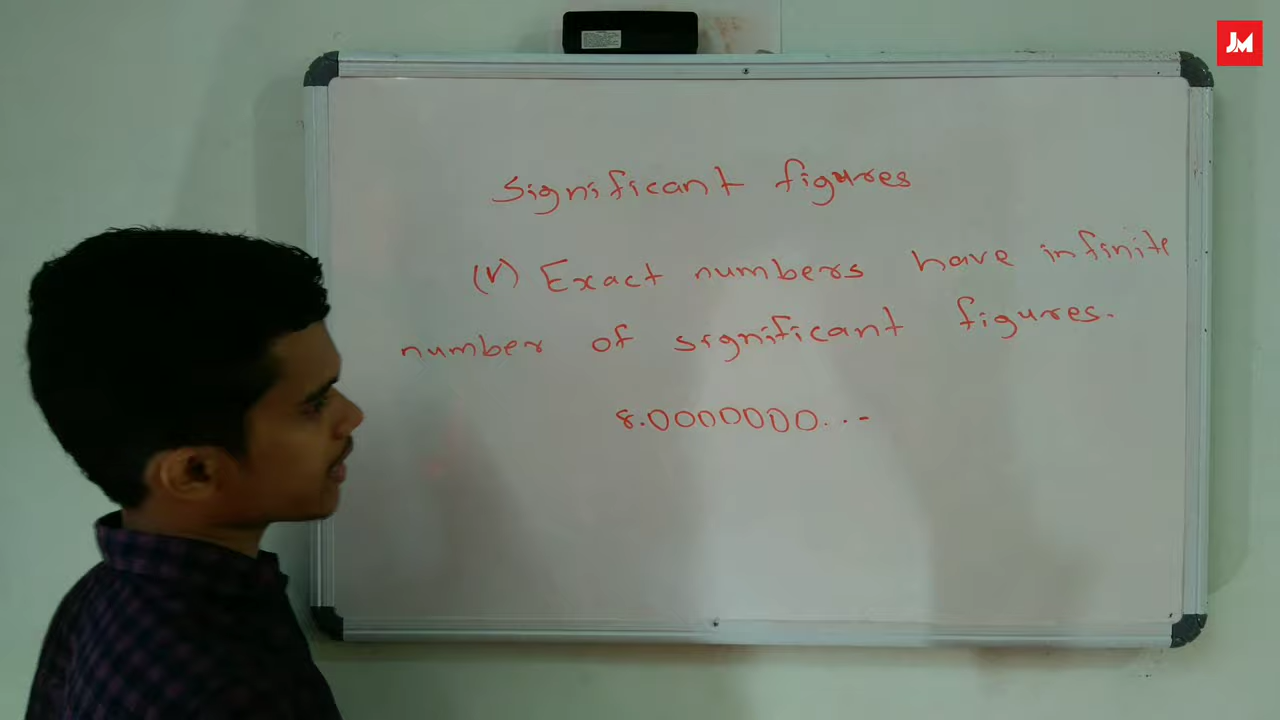 JM
Significant figures
(V) Exact numbers have infinite
number of significant figures.
8.0000000...